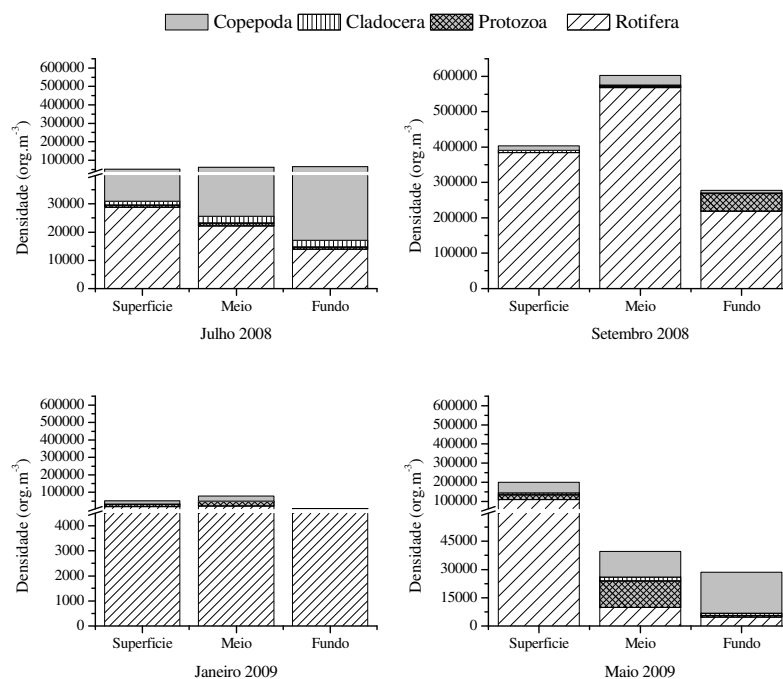 Copepoda Cladocera Protozoa Rotifera
Densidade (org.m-3)
600000
500000
400000
300000
200000
100000
30000
20000
10000
0
Superficie Meio Fundo
Julho 2008
Densidade (org.m-3)
600000
500000
400000
300000
200000
100000
0
Superficie Meio Fundo
Setembro 2008
Densidade (org.m-3)
600000
500000
400000
300000
200000
100000
4000
3000
2000
1000
0
Superficie Meio Fundo
Janeiro 2009
Densidade (org.m-3)
600000
500000
400000
300000
200000
100000
45000
30000
15000
0
Superficie Meio Fundo
Maio 2009